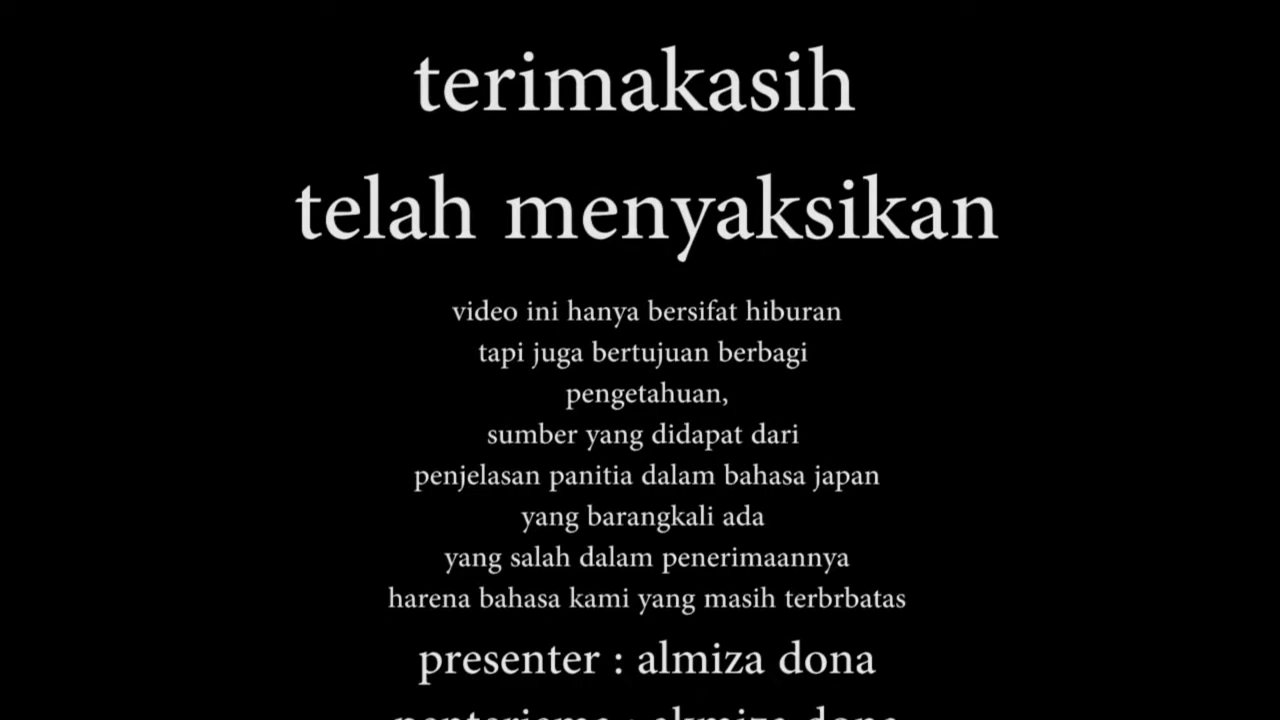 terimakasih
telah menyaksikan
video ini hanya bersifat hiburan
tapi juga bertujuan berbagi
pengetahuan,
sumber yang didapat dari
penjelasan panitia dalam bahasa japan
yang barangkali ada
yang salah dalam penerimaannya
harena bahasa kami yang masih terbrbatas
presenter : almiza dona